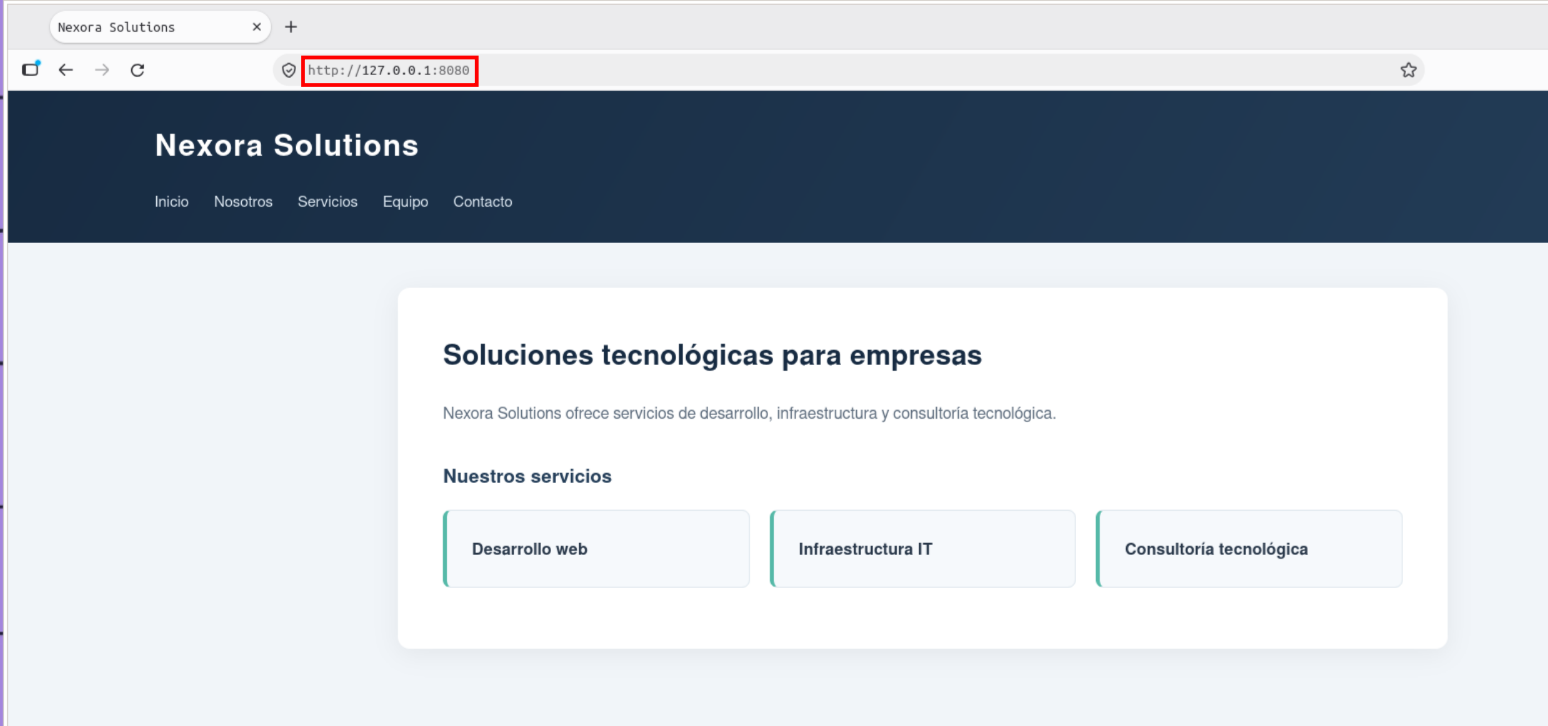 Nexora Solutions
http://127.0.0.1:8080
Nexora Solutions
Inicio Nosotros Servicios Equipo Contacto
Soluciones tecnológicas para empresas
Nexora Solutions ofrece servicios de desarrollo, infraestructura y consultoría tecnológica.
Nuestros servicios
Desarrollo web Infraestructura IT Consultoría tecnológica